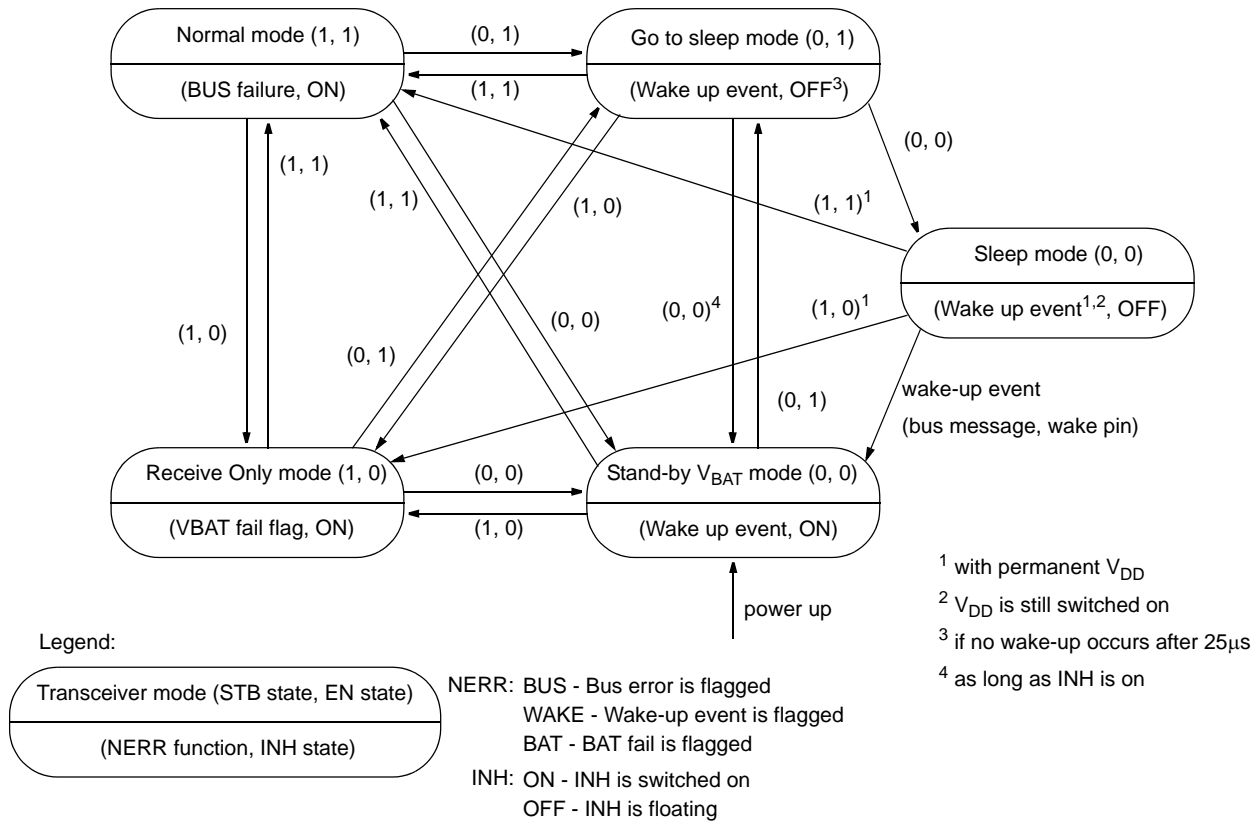 Normal mode (1, 1)
(BUS failure, ON)
(0, 1)
(1, 1)
Go to sleep mode (0, 1)
(Wake up event, OFF³)
(0, 0)
(1, 1)
(1, 1)
(1, 0)
(1, 1)¹
Sleep mode (0, 0)
(Wake up event¹,², OFF)
(1, 0)
(0, 1)
(0, 0)
(0, 0)⁴
(1, 0)¹
(0, 1)
wake-up event
(bus message, wake pin)
Receive Only mode (1, 0)
(VBAT fail flag, ON)
(0, 0)
(1, 0)
Stand-by VBAT mode (0, 0)
(Wake up event, ON)
power up
¹ with permanent VDD
² VDD is still switched on
³ if no wake-up occurs after 25μs
⁴ as long as INH is on
Legend:
Transceiver mode (STB state, EN state)
(NERR function, INH state)
NERR: BUS - Bus error is flagged
WAKE - Wake-up event is flagged
BAT - BAT fail is flagged
INH: ON - INH is switched on
OFF - INH is floating